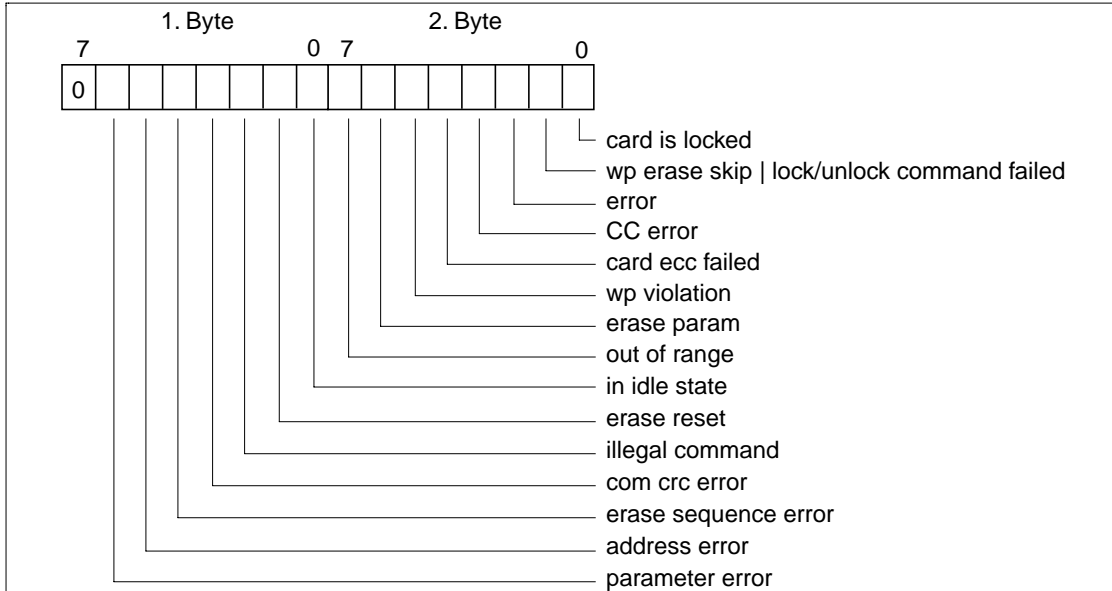 1. Byte 2. Byte
7 0 7 0
0
card is locked
wp erase skip | lock/unlock command failed
error
CC error
card ecc failed
wp violation
erase param
out of range
in idle state
erase reset
illegal command
com crc error
erase sequence error
address error
parameter error